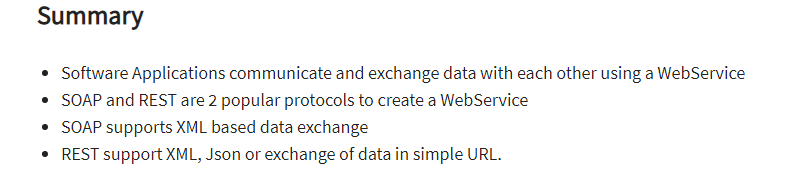 Summary
• Software Applications communicate and exchange data with each other using a WebService
• SOAP and REST are 2 popular protocols to create a WebService
• SOAP supports XML based data exchange
• REST support XML, Json or exchange of data in simple URL.